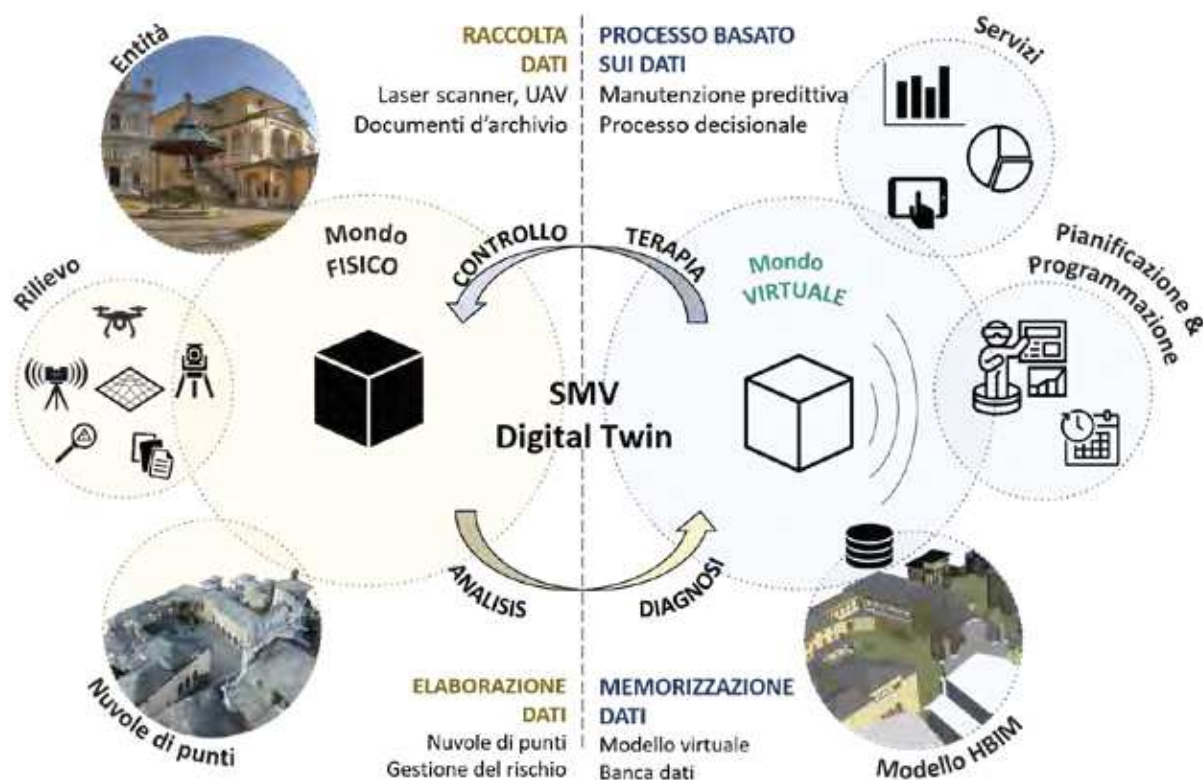 Entità
RACCOLTA
DATI
Laser scanner, UAV
Documenti d'archivio
PROCESSO BASATO
SUI DATI
Manutenzione predittiva
Processo decisionale
Servizi
Mondo
FISICO
CONTROLLO
TERAPIA
Mondo
VIRTUALE
Pianificazione &
Programmazione
Rilievo
SMV
Digital Twin
ANALISIS
DIAGNOSI
Nuvole di punti
ELABORAZIONE
DATI
Nuvole di punti
Gestione del rischio
MEMORIZZAZIONE
DATI
Modello virtuale
Banca dati
Modello HBIM